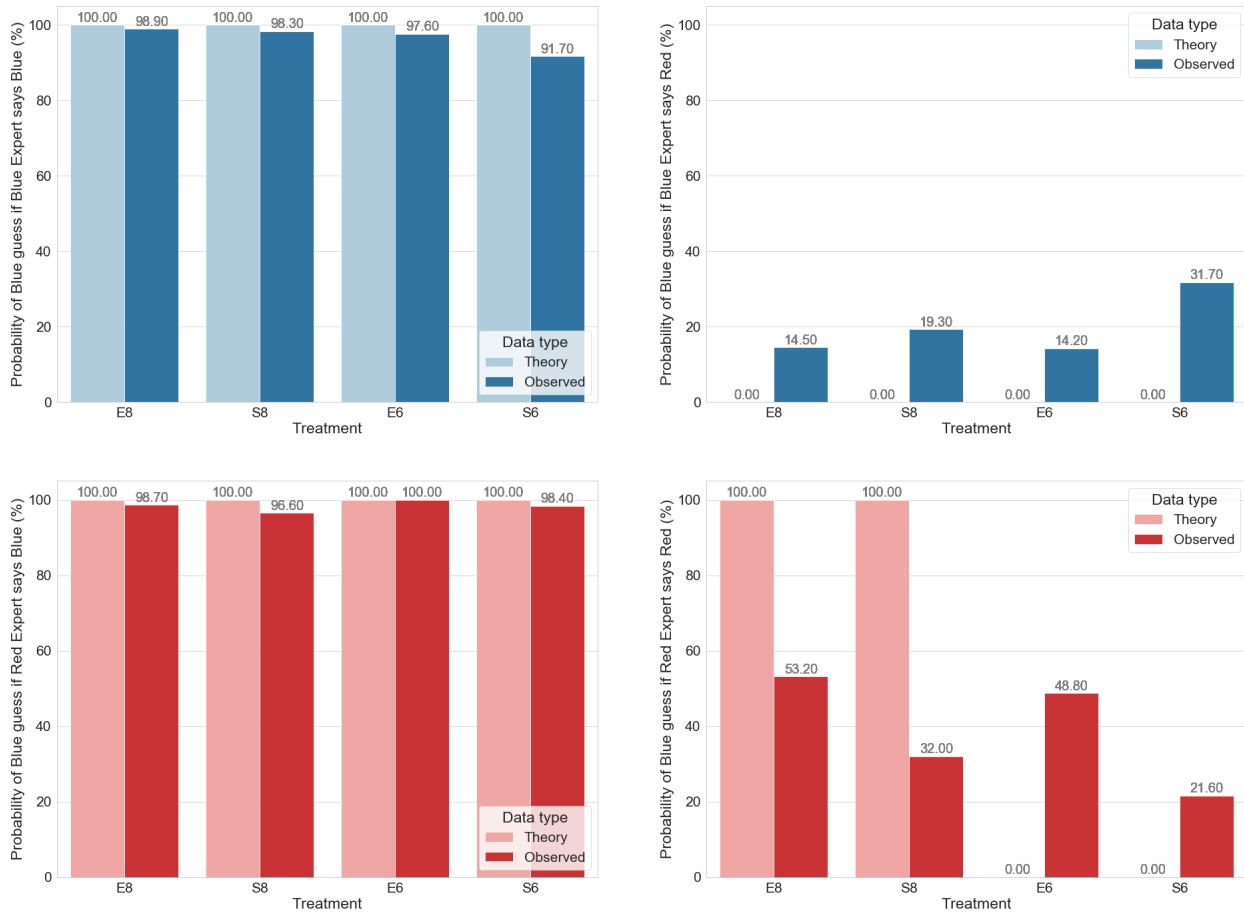 Probability of Blue guess if Blue Expert says Blue (%)
100
80
60
40
20
0
100.00 98.90 100.00 98.30 100.00 97.60 100.00 91.70
Data type
Theory
Observed
E8 S8 E6 S6
Treatment
Probability of Blue guess if Blue Expert says Red (%)
100
80
60
40
20
0
Data type
Theory
Observed
0.00 14.50 0.00 19.30 0.00 14.20 0.00 31.70
E8 S8 E6 S6
Treatment
Probability of Blue guess if Red Expert says Blue (%)
100
80
60
40
20
0
100.00 98.70 100.00 96.60 100.00 100.00 100.00 98.40
Data type
Theory
Observed
E8 S8 E6 S6
Treatment
Probability of Blue guess if Red Expert says Red (%)
100
80
60
40
20
0
Data type
Theory
Observed
100.00 53.20 100.00 32.00 0.00 48.80 0.00 21.60
E8 S8 E6 S6
Treatment